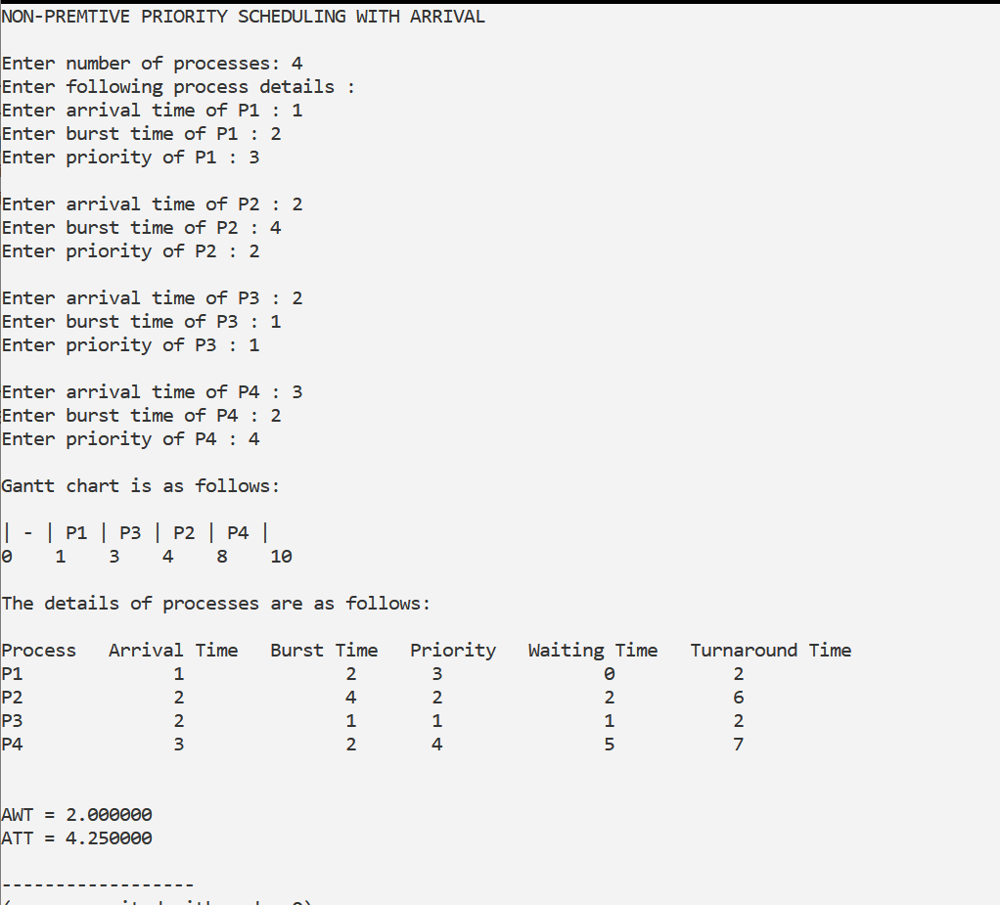 NON-PREMTIVE PRIORITY SCHEDULING WITH ARRIVAL
Enter number of processes: 4
Enter following process details :
Enter arrival time of P1 : 1
Enter burst time of P1 : 2
Enter priority of P1 : 3
Enter arrival time of P2 : 2
Enter burst time of P2 : 4
Enter priority of P2 : 2
Enter arrival time of P3 : 2
Enter burst time of P3 : 1
Enter priority of P3 : 1
Enter arrival time of P4 : 3
Enter burst time of P4 : 2
Enter priority of P4 : 4
Gantt chart is as follows:
| - | P1 | P3 | P2 | P4 |
0    1    3    4    8    10
The details of processes are as follows:
Process   Arrival Time   Burst Time   Priority   Waiting Time   Turnaround Time
P1              1               2       3               0           2
P2              2               4       2               2           6
P3              2               1       1               1           2
P4              3               2       4               5           7
AWT = 2.000000
ATT = 4.250000
------------------